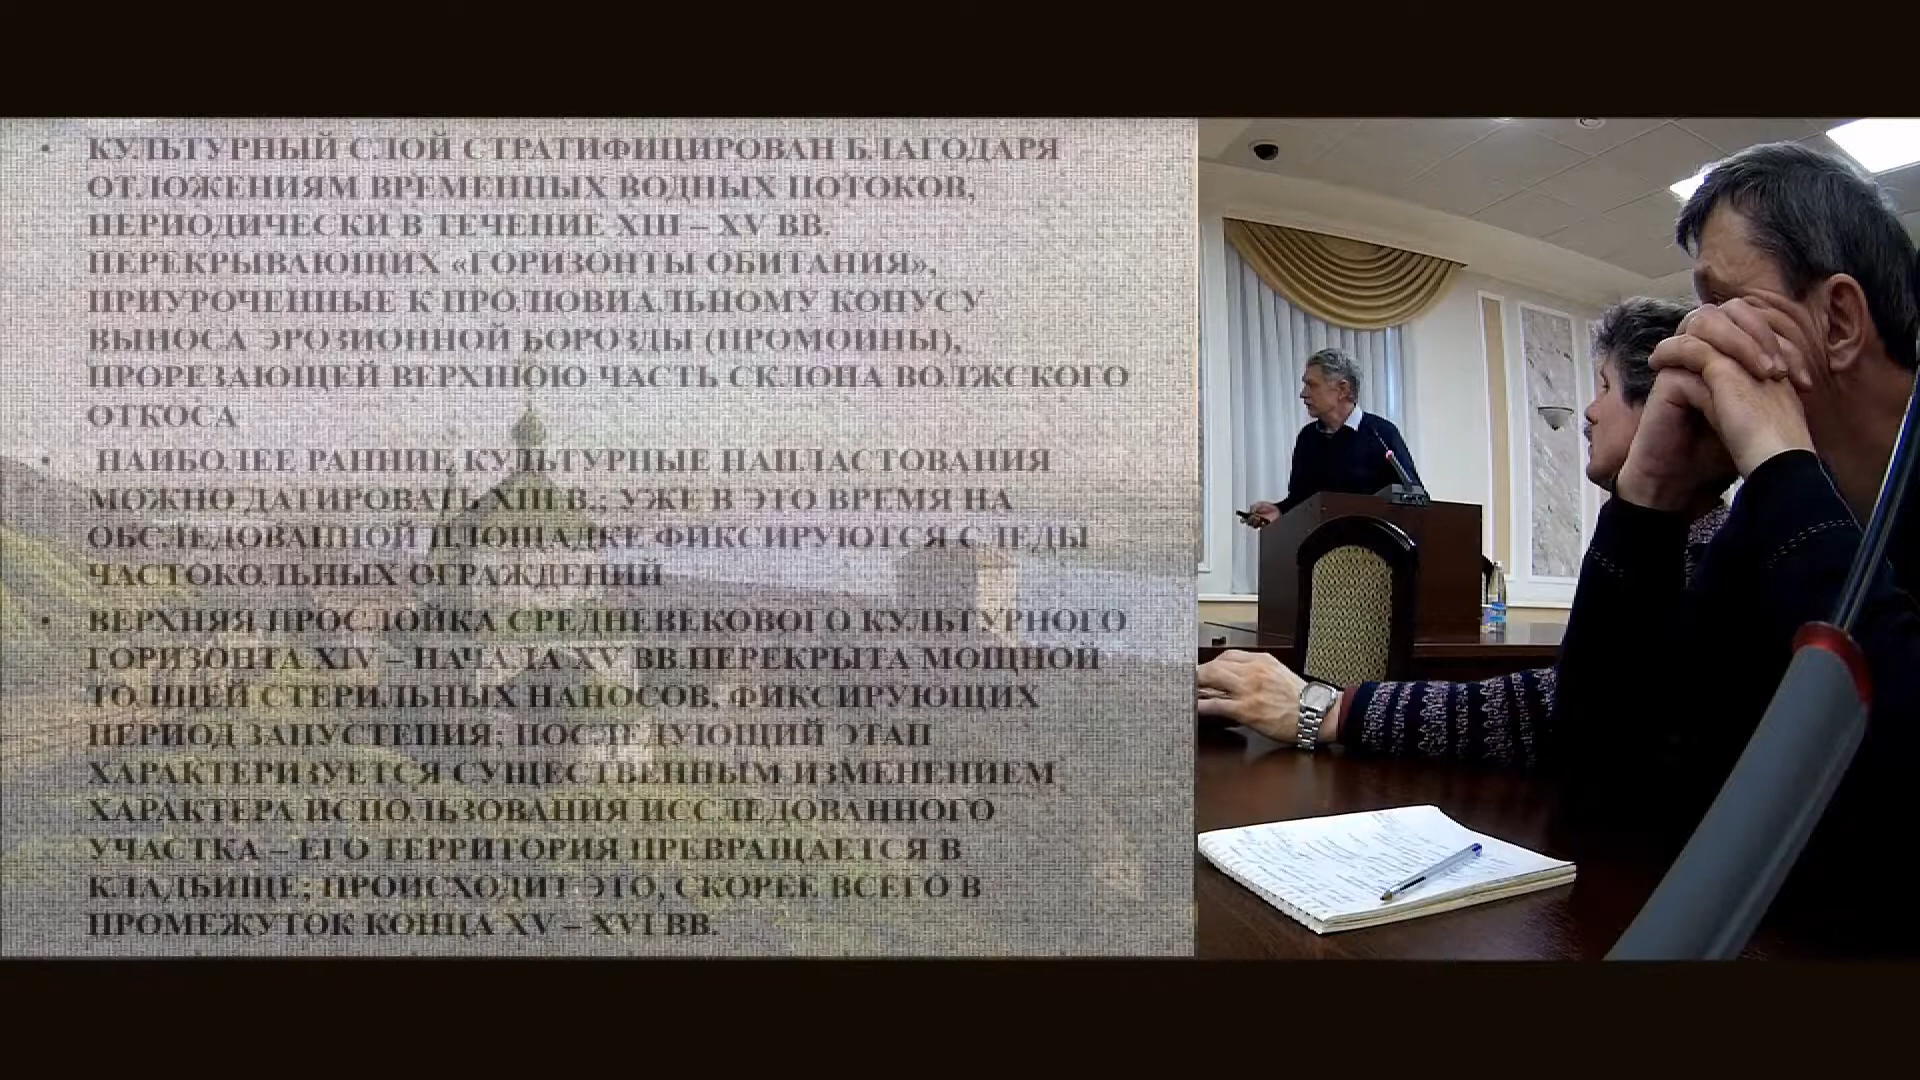 • КУЛЬТУРНЫЙ СЛОЙ СТРАТИФИЦИРОВАН БЛАГОДАРЯ
ОТЛОЖЕНИЯМ ВРЕМЕННЫХ ВОДНЫХ ПОТОКОВ,
ПЕРИОДИЧЕСКИ В ТЕЧЕНИЕ XIII – XV ВВ.
ПЕРЕКРЫВАЮЩИХ «ГОРИЗОНТЫ ОБИТАНИЯ»,
ПРИУРОЧЕННЫЕ К ПРОЛЮВИАЛЬНОМУ КОНУСУ
ВЫНОСА ЭРОЗИОННОЙ БОРОЗДЫ (ПРОМОИНЫ),
ПРОРЕЗАЮЩЕЙ ВЕРХНЮЮ ЧАСТЬ СКЛОНА ВОЛЖСКОГО
ОТКОСА
• НАИБОЛЕЕ РАННИЕ КУЛЬТУРНЫЕ НАПЛАСТОВАНИЯ
МОЖНО ДАТИРОВАТЬ XIII В.; УЖЕ В ЭТО ВРЕМЯ НА
ОБСЛЕДОВАННОЙ ПЛОЩАДКЕ ФИКСИРУЮТСЯ СЛЕДЫ
ЧАСТОКОЛЬНЫХ ОГРАЖДЕНИЙ
• ВЕРХНЯЯ ПРОСЛОЙКА СРЕДНЕВЕКОВОГО КУЛЬТУРНОГО
ГОРИЗОНТА XIV – НАЧАЛА XV ВВ.ПЕРЕКРЫТА МОЩНОЙ
ТОЛЩЕЙ СТЕРИЛЬНЫХ НАНОСОВ, ФИКСИРУЮЩИХ
ПЕРИОД ЗАПУСТЕНИЯ; ПОСЛЕДУЮЩИЙ ЭТАП
ХАРАКТЕРИЗУЕТСЯ СУЩЕСТВЕННЫМ ИЗМЕНЕНИЕМ
ХАРАКТЕРА ИСПОЛЬЗОВАНИЯ ИССЛЕДОВАННОГО
УЧАСТКА – ЕГО ТЕРРИТОРИЯ ПРЕВРАЩАЕТСЯ В
КЛАДБИЩЕ; ПРОИСХОДИТ ЭТО, СКОРЕЕ ВСЕГО В
ПРОМЕЖУТОК КОНЦА XV – XVI ВВ.